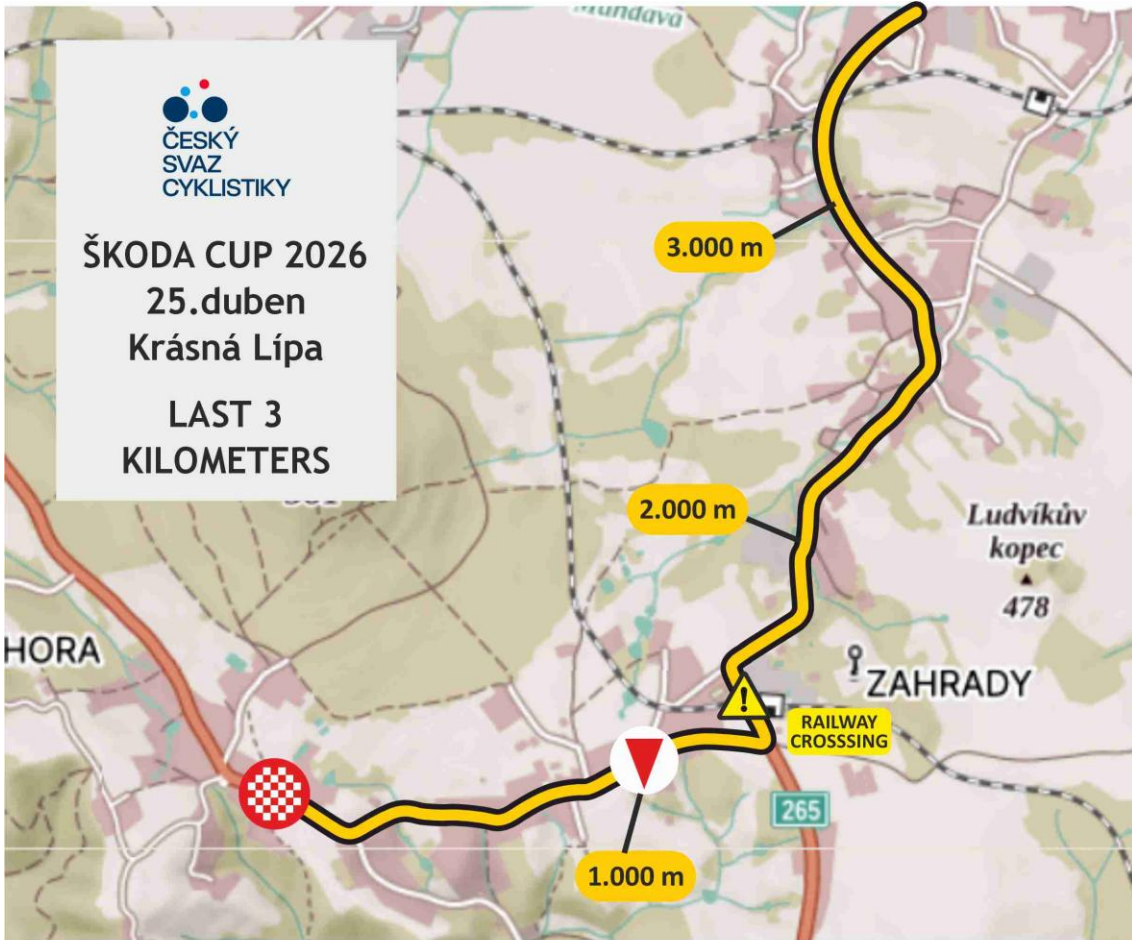 Mandava
ČESKÝ
SVAZ
CYKLISTIKY
ŠKODA CUP 2026
25.duben
Krásná Lípa
LAST 3
KILOMETERS
3.000 m
2.000 m
Ludvíkův
kopec
478
HORA
ZAHRADY
RAILWAY
CROSSSING
265
1.000 m